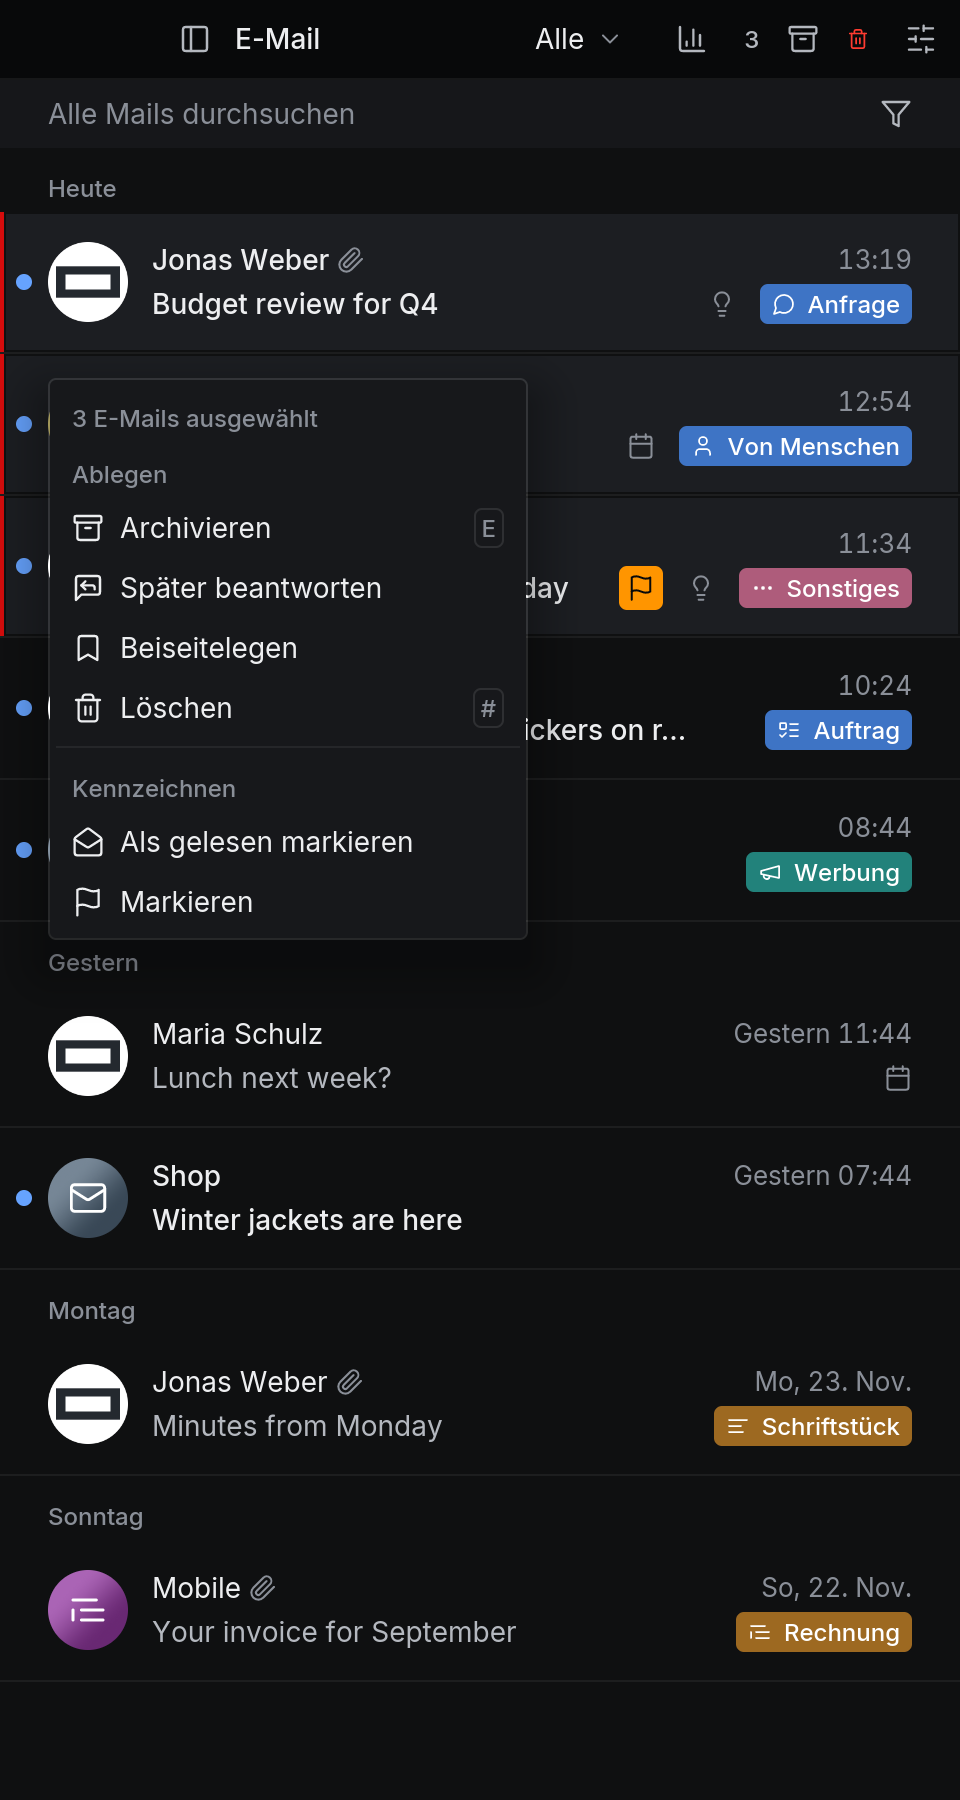 E-Mail
Alle
3
Alle Mails durchsuchen
Heute
Jonas Weber
13:19
Budget review for Q4
Anfrage
12:54
Von Menschen
11:34
day
Sonstiges
10:24
ickers on r...
Auftrag
08:44
Werbung
3 E-Mails ausgewählt
Ablegen
Archivieren
E
Später beantworten
Beiseitelegen
Löschen
#
Kennzeichnen
Als gelesen markieren
Markieren
Gestern
Maria Schulz
Gestern 11:44
Lunch next week?
Shop
Gestern 07:44
Winter jackets are here
Montag
Jonas Weber
Mo, 23. Nov.
Minutes from Monday
Schriftstück
Sonntag
Mobile
So, 22. Nov.
Your invoice for September
Rechnung